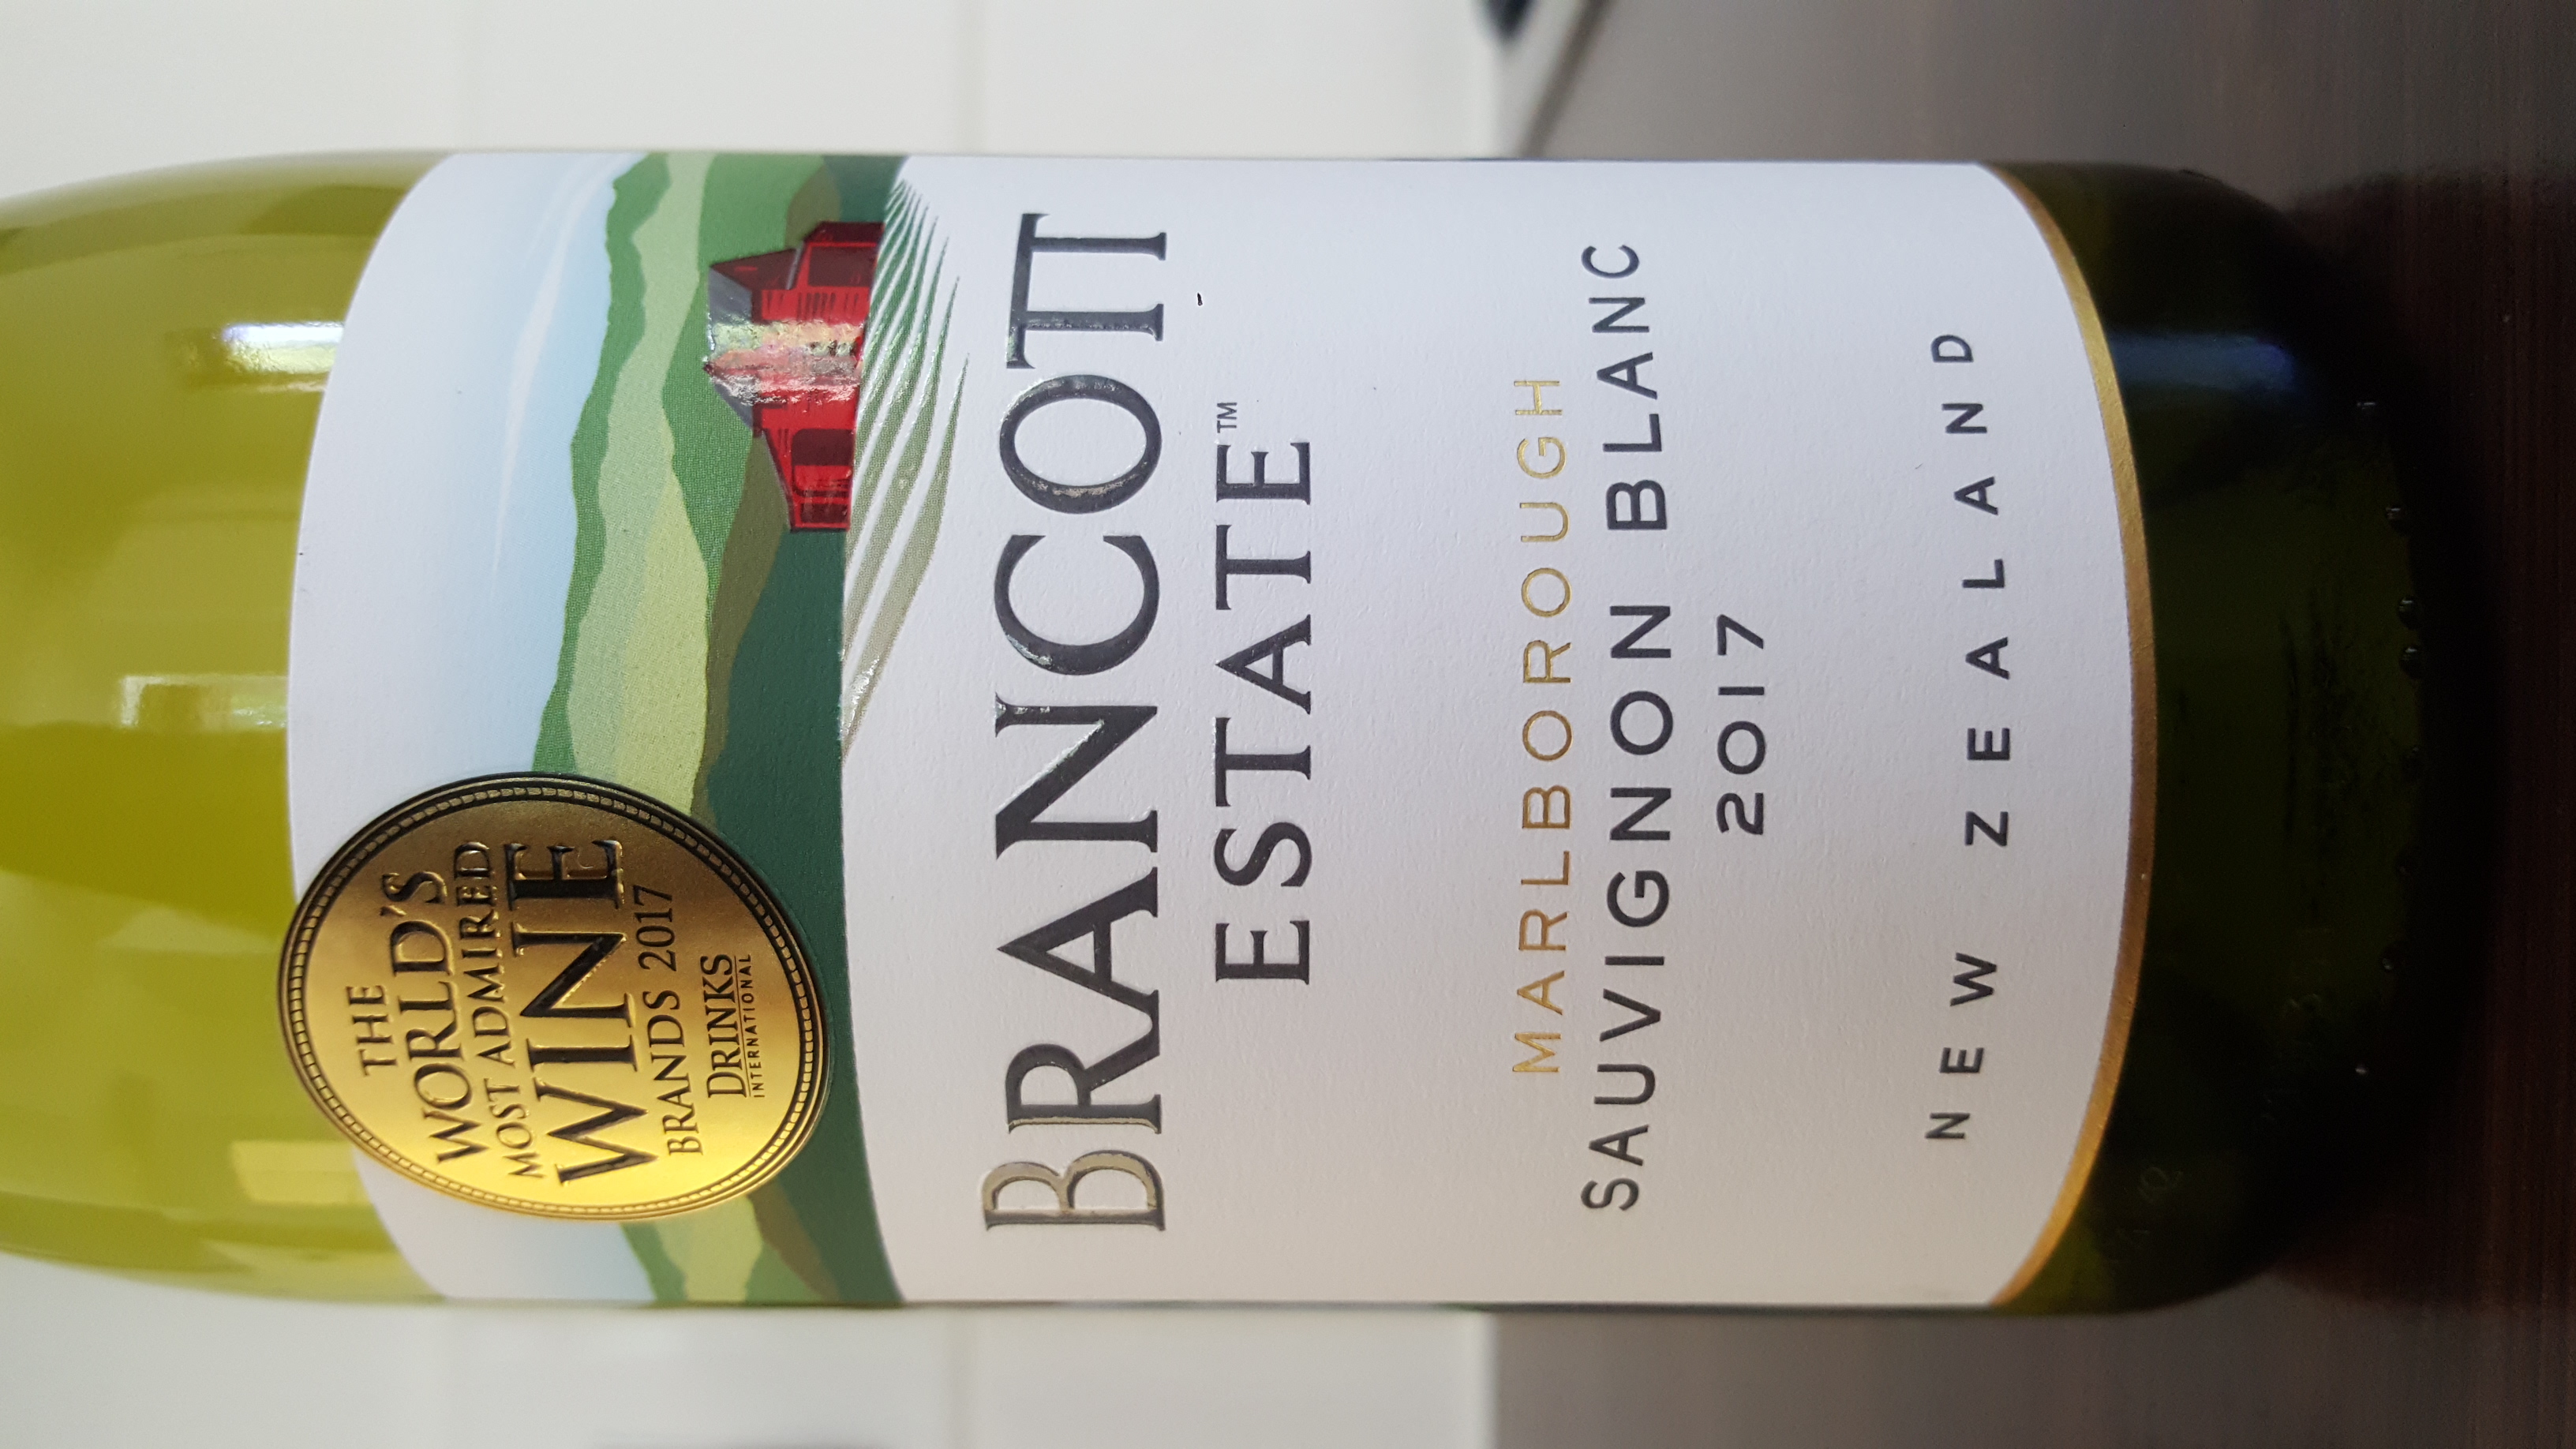 THE
WORLD'S
MOST ADMIRED
WINE
BRANDS 2017
DRINKS
INTERNATIONAL
BRANCOTT
ESTATE™
MARLBOROUGH
SAUVIGNON BLANC
2017
NEW ZEALAND